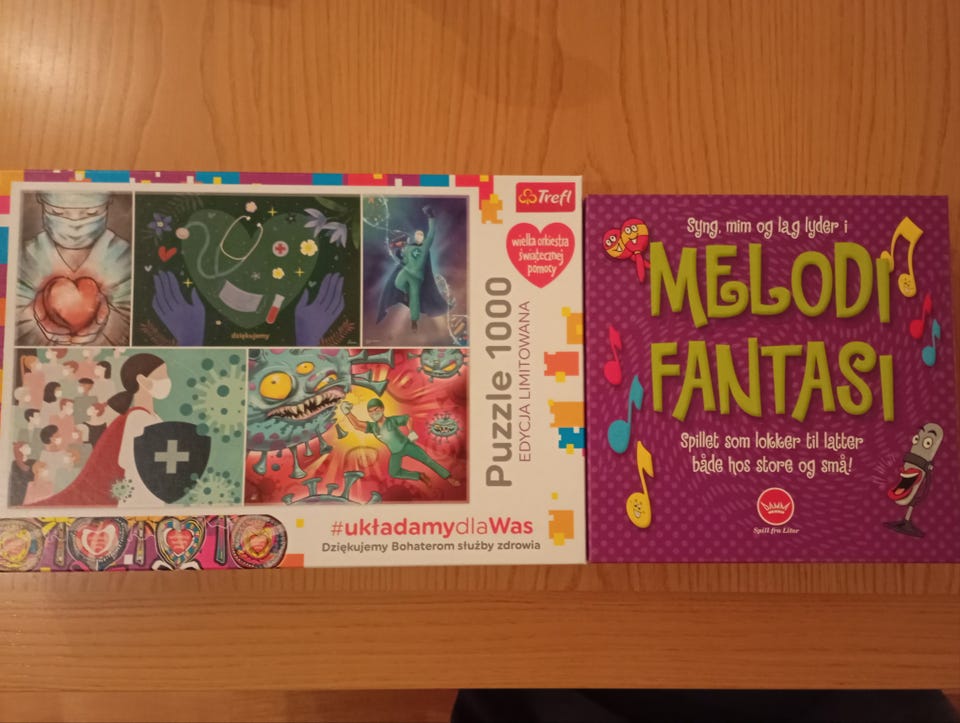 Trefl
wielka orkiestra
świątecznej
pomocy
Puzzle 1000
EDYCJA LIMITOWANA
dziękujemy
#układamydlaWas
Dziękujemy Bohaterom służby zdrowia
Syng, mim og lag lyder i
MELODI
FANTASI
Spillet som lokker til latter
både hos store og små!
DAMM
Spill fra Liter